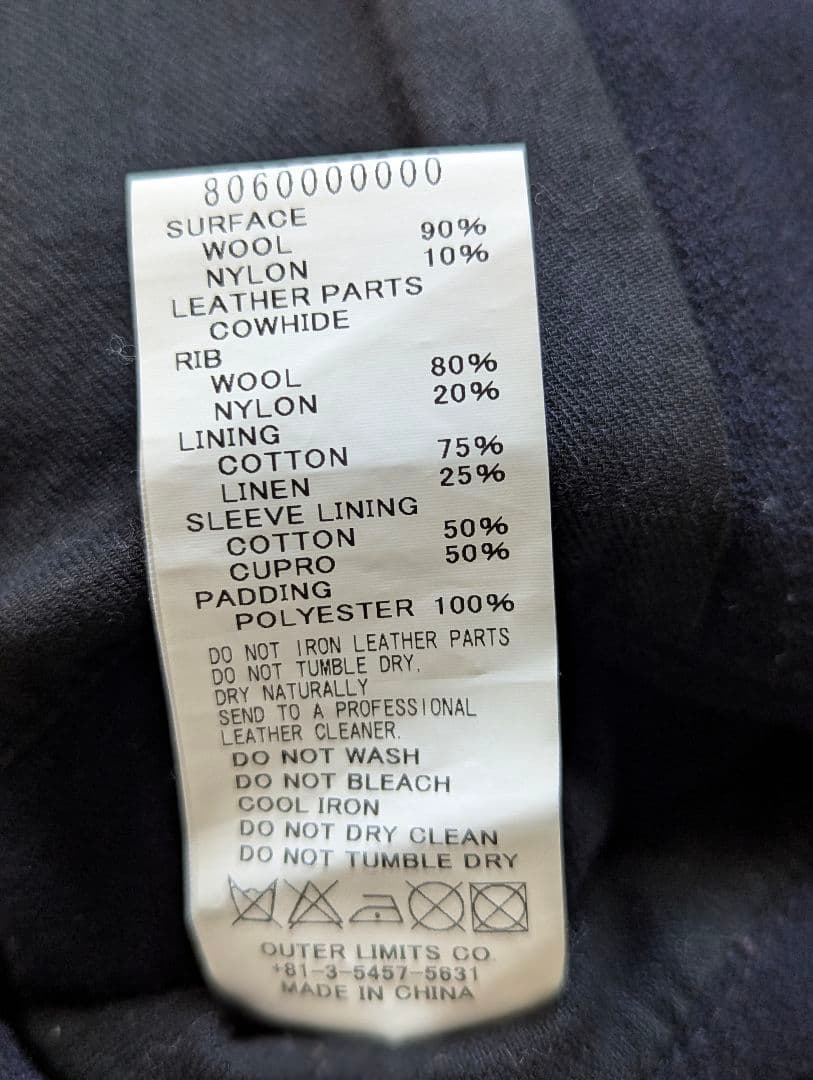 8060000000
SURFACE
WOOL 90%
NYLON 10%
LEATHER PARTS
COWHIDE
RIB
WOOL 80%
NYLON 20%
LINING
COTTON 75%
LINEN 25%
SLEEVE LINING
COTTON 50%
CUPRO 50%
PADDING
POLYESTER 100%
DO NOT IRON LEATHER PARTS
DO NOT TUMBLE DRY.
DRY NATURALLY
SEND TO A PROFESSIONAL
LEATHER CLEANER.
DO NOT WASH
DO NOT BLEACH
COOL IRON
DO NOT DRY CLEAN
DO NOT TUMBLE DRY
OUTER LIMITS CO.
+81-3-5457-5631
MADE IN CHINA